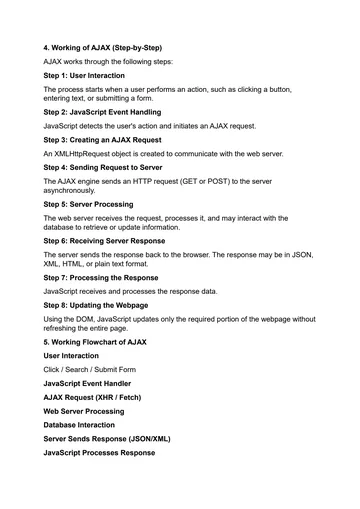 4. Working of AJAX (Step-by-Step)
AJAX works through the following steps:
Step 1: User Interaction
The process starts when a user performs an action, such as clicking a button,
entering text, or submitting a form.
Step 2: JavaScript Event Handling
JavaScript detects the user's action and initiates an AJAX request.
Step 3: Creating an AJAX Request
An XMLHttpRequest object is created to communicate with the web server.
Step 4: Sending Request to Server
The AJAX engine sends an HTTP request (GET or POST) to the server
asynchronously.
Step 5: Server Processing
The web server receives the request, processes it, and may interact with the
database to retrieve or update information.
Step 6: Receiving Server Response
The server sends the response back to the browser. The response may be in JSON,
XML, HTML, or plain text format.
Step 7: Processing the Response
JavaScript receives and processes the response data.
Step 8: Updating the Webpage
Using the DOM, JavaScript updates only the required portion of the webpage without
refreshing the entire page.
5. Working Flowchart of AJAX
User Interaction
Click / Search / Submit Form
JavaScript Event Handler
AJAX Request (XHR / Fetch)
Web Server Processing
Database Interaction
Server Sends Response (JSON/XML)
JavaScript Processes Response